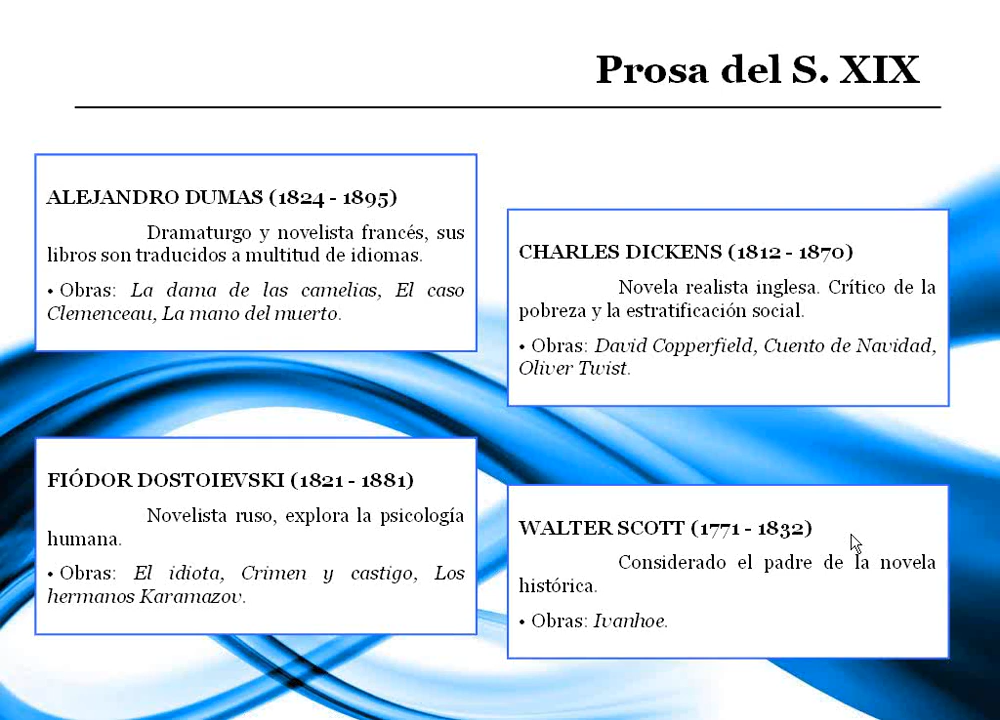 Prosa del S. XIX
ALEJANDRO DUMAS (1824 - 1895)
Dramaturgo y novelista francés, sus
libros son traducidos a multitud de idiomas.
• Obras: La dama de las camelias, El caso
Clemenceau, La mano del muerto.
CHARLES DICKENS (1812 - 1870)
Novela realista inglesa. Crítico de la
pobreza y la estratificación social.
• Obras: David Copperfield, Cuento de Navidad,
Oliver Twist.
FIÓDOR DOSTOIEVSKI (1821 - 1881)
Novelista ruso, explora la psicología
humana.
• Obras: El idiota, Crimen y castigo, Los
hermanos Karamazov.
WALTER SCOTT (1771 - 1832)
Considerado el padre de la novela
histórica.
• Obras: Ivanhoe.